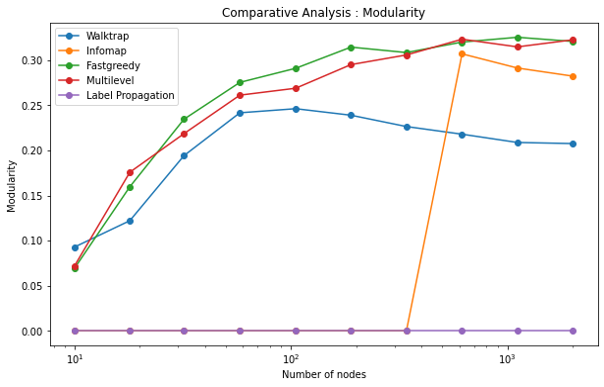 Comparative Analysis : Modularity
Walktrap
Infomap
Fastgreedy
Multilevel
Label Propagation
Modularity
0.30
0.25
0.20
0.15
0.10
0.05
0.00
10¹
10²
10³
Number of nodes